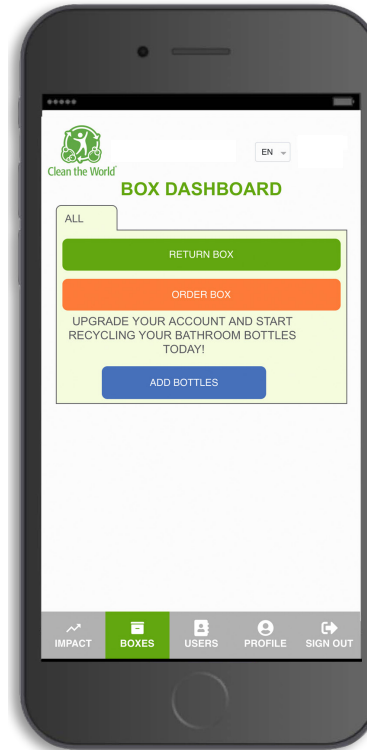 Clean the World
EN
BOX DASHBOARD
ALL
RETURN BOX
ORDER BOX
UPGRADE YOUR ACCOUNT AND START
RECYCLING YOUR BATHROOM BOTTLES
TODAY!
ADD BOTTLES
IMPACT
BOXES
USERS
PROFILE
SIGN OUT